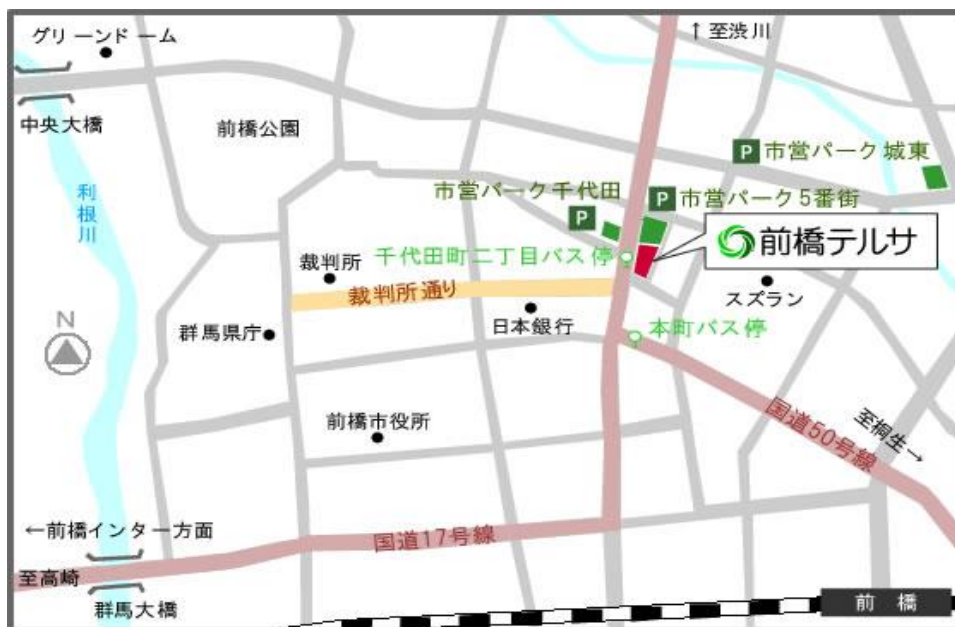 グリーンドーム
↑至渋川
中央大橋
前橋公園
P 市営パーク城東
市営パーク千代田
P
P 市営パーク5番街
利根川
前橋テルサ
千代田町二丁目バス停
裁判所
裁判所通り
スズラン
N
群馬県庁
日本銀行
本町バス停
前橋市役所
国道50号線
至桐生→
←前橋インター方面
国道17号線
至高崎
群馬大橋
前橋